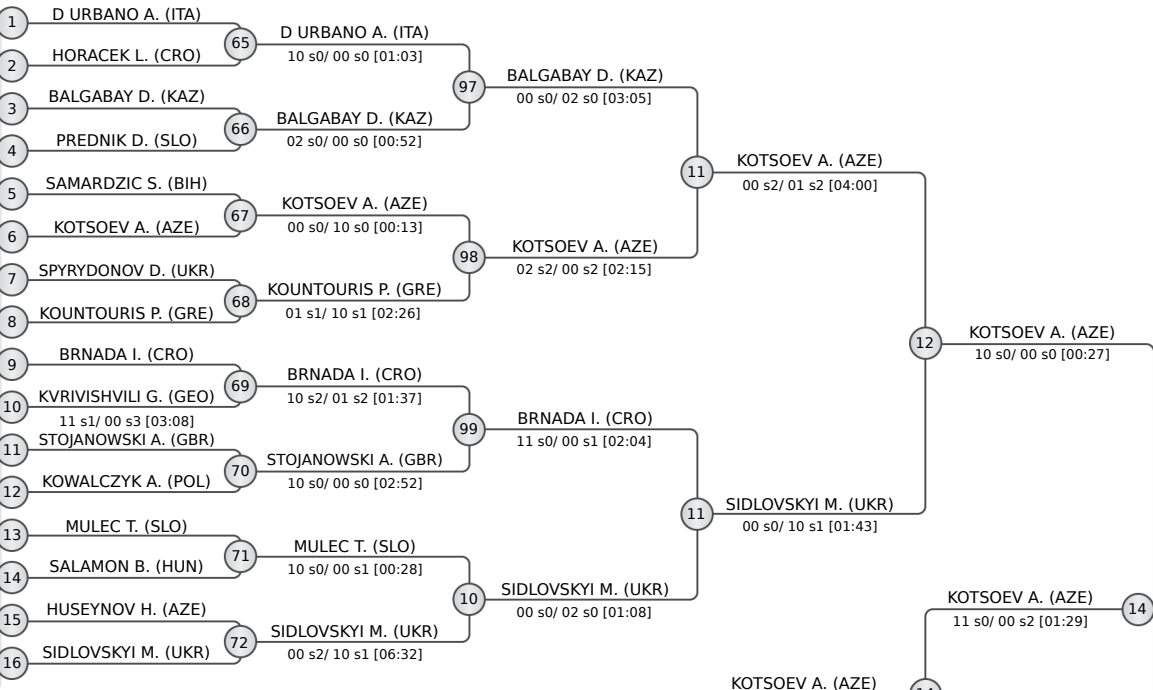 1
D URBANO A. (ITA)
65
2
HORACEK L. (CRO)
D URBANO A. (ITA)
10 s0/ 00 s0 [01:03]
97
3
BALGABAY D. (KAZ)
66
4
PREDNIK D. (SLO)
BALGABAY D. (KAZ)
02 s0/ 00 s0 [00:52]
BALGABAY D. (KAZ)
00 s0/ 02 s0 [03:05]
11
5
SAMARDZIC S. (BIH)
67
6
KOTSOEV A. (AZE)
KOTSOEV A. (AZE)
00 s0/ 10 s0 [00:13]
98
7
SPYRYDONOV D. (UKR)
68
8
KOUNTOURIS P. (GRE)
KOUNTOURIS P. (GRE)
01 s1/ 10 s1 [02:26]
KOTSOEV A. (AZE)
02 s2/ 00 s2 [02:15]
KOTSOEV A. (AZE)
00 s2/ 01 s2 [04:00]
12
KOTSOEV A. (AZE)
10 s0/ 00 s0 [00:27]
9
BRNADA I. (CRO)
69
10
KVRIVISHVILI G. (GEO)
11 s1/ 00 s3 [03:08]
BRNADA I. (CRO)
10 s2/ 01 s2 [01:37]
99
11
STOJANOWSKI A. (GBR)
70
12
KOWALCZYK A. (POL)
STOJANOWSKI A. (GBR)
10 s0/ 00 s0 [02:52]
BRNADA I. (CRO)
11 s0/ 00 s1 [02:04]
11
13
MULEC T. (SLO)
71
14
SALAMON B. (HUN)
MULEC T. (SLO)
10 s0/ 00 s1 [00:28]
10
15
HUSEYNOV H. (AZE)
72
16
SIDLOVSKYI M. (UKR)
SIDLOVSKYI M. (UKR)
00 s2/ 10 s1 [06:32]
SIDLOVSKYI M. (UKR)
00 s0/ 02 s0 [01:08]
SIDLOVSKYI M. (UKR)
00 s0/ 10 s1 [01:43]
KOTSOEV A. (AZE)
11 s0/ 00 s2 [01:29]
14
KOTSOEV A. (AZE)